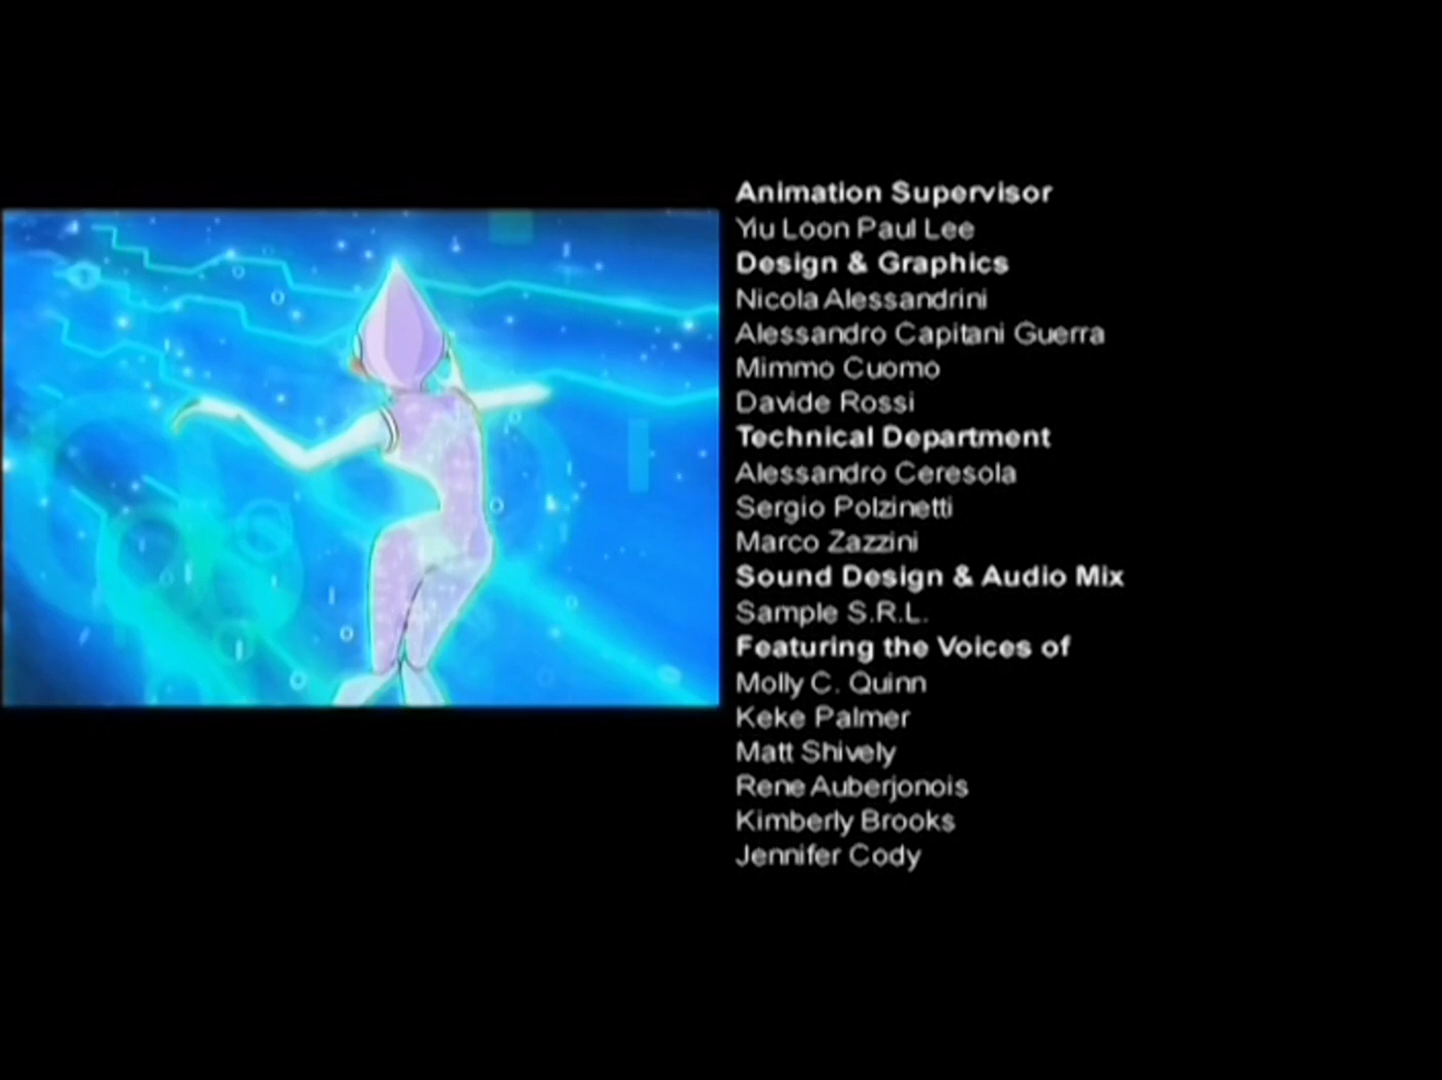 Animation Supervisor
Yiu Loon Paul Lee
Design & Graphics
Nicola Alessandrini
Alessandro Capitani Guerra
Mimmo Cuomo
Davide Rossi
Technical Department
Alessandro Ceresola
Sergio Polzinetti
Marco Zazzini
Sound Design & Audio Mix
Sample S.R.L.
Featuring the Voices of
Molly C. Quinn
Keke Palmer
Matt Shively
Rene Auberjonois
Kimberly Brooks
Jennifer Cody